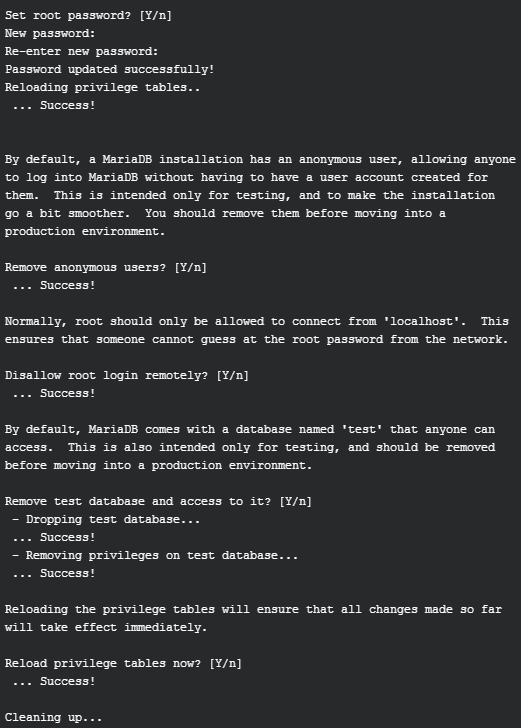 Set root password? [Y/n]
New password:
Re-enter new password:
Password updated successfully!
Reloading privilege tables..
 ... Success!

By default, a MariaDB installation has an anonymous user, allowing anyone
to log into MariaDB without having to have a user account created for
them.  This is intended only for testing, and to make the installation
go a bit smoother.  You should remove them before moving into a
production environment.

Remove anonymous users? [Y/n]
 ... Success!

Normally, root should only be allowed to connect from 'localhost'.  This
ensures that someone cannot guess at the root password from the network.

Disallow root login remotely? [Y/n]
 ... Success!

By default, MariaDB comes with a database named 'test' that anyone can
access.  This is also intended only for testing, and should be removed
before moving into a production environment.

Remove test database and access to it? [Y/n]
 - Dropping test database...
 ... Success!
 - Removing privileges on test database...
 ... Success!

Reloading the privilege tables will ensure that all changes made so far
will take effect immediately.

Reload privilege tables now? [Y/n]
 ... Success!

Cleaning up...